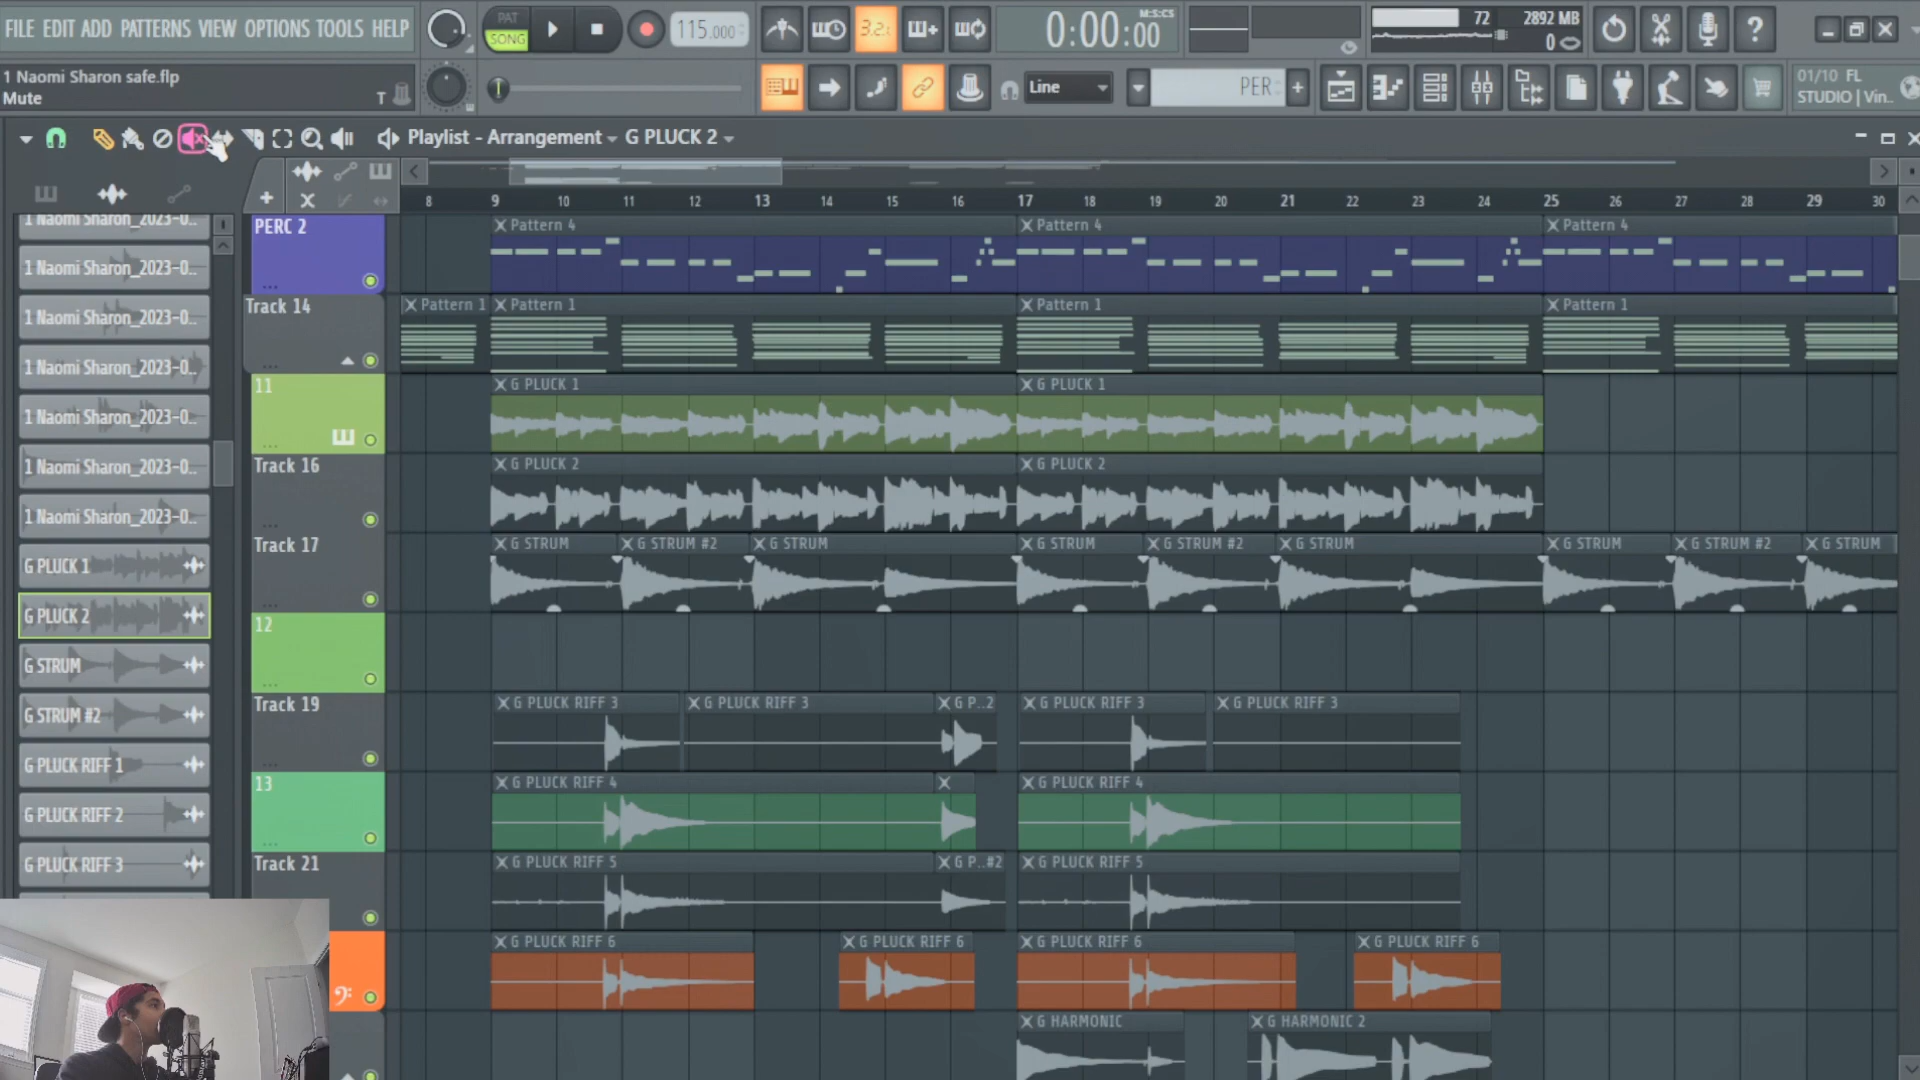 FILE EDIT ADD PATTERNS VIEW OPTIONS TOOLS HELP
PAT
SONG
115.000
3.2:
0:00:00
M:S:CS
72
2892 MB
0
1 Naomi Sharon safe.flp
Mute
T
Line
PER
01/10 FL
STUDIO | Vin..
Playlist - Arrangement
G PLUCK 2
8 9 10 11 12 13 14 15 16 17 18 19 20 21 22 23 24 25 26 27 28 29 30
1 Naomi Sharon_2023-0..
1 Naomi Sharon_2023-0..
1 Naomi Sharon_2023-0..
1 Naomi Sharon_2023-0..
1 Naomi Sharon_2023-0..
1 Naomi Sharon_2023-0..
1 Naomi Sharon_2023-0..
G PLUCK 1
G PLUCK 2
G STRUM
G STRUM #2
G PLUCK RIFF 1
G PLUCK RIFF 2
G PLUCK RIFF 3
PERC 2
Pattern 4
Pattern 4
Pattern 4
Track 14
Pattern 1
Pattern 1
Pattern 1
Pattern 1
11
G PLUCK 1
G PLUCK 1
Track 16
G PLUCK 2
G PLUCK 2
Track 17
G STRUM
G STRUM #2
G STRUM
G STRUM
G STRUM #2
G STRUM
G STRUM
G STRUM #2
G STRUM
12
Track 19
G PLUCK RIFF 3
G PLUCK RIFF 3
G P..2
G PLUCK RIFF 3
G PLUCK RIFF 3
13
G PLUCK RIFF 4
G PLUCK RIFF 4
Track 21
G PLUCK RIFF 5
G P..#2
G PLUCK RIFF 5
G PLUCK RIFF 6
G PLUCK RIFF 6
G PLUCK RIFF 6
G PLUCK RIFF 6
G HARMONIC
G HARMONIC 2